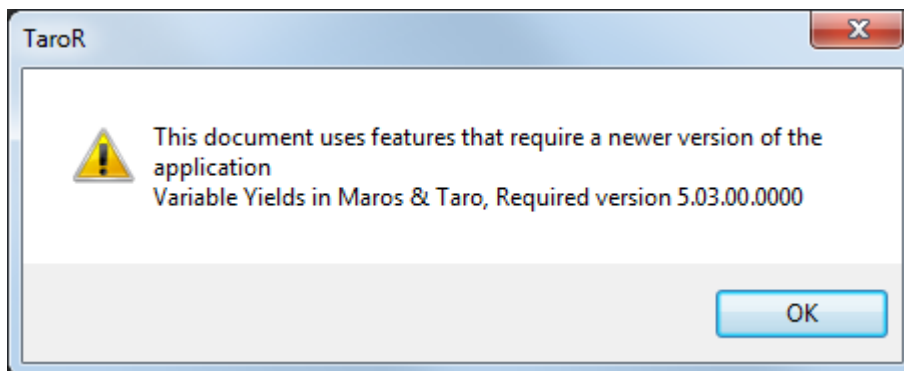 TaroR
This document uses features that require a newer version of the
application
Variable Yields in Maros & Taro, Required version 5.03.00.0000
OK